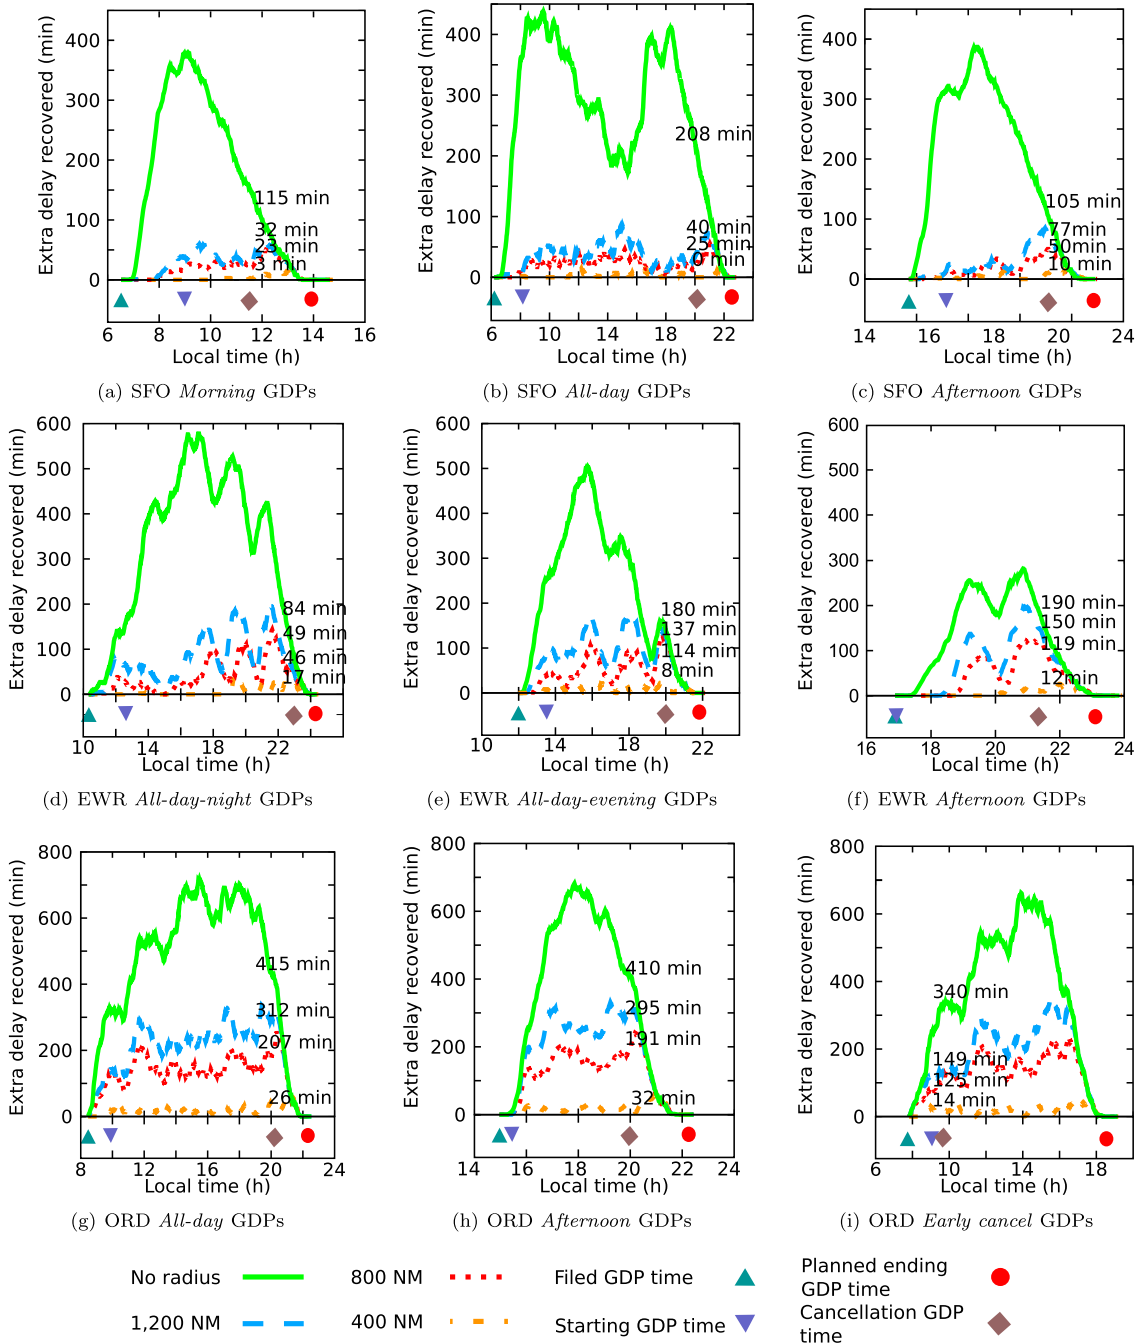 Extra delay recovered (min)
400
300
200
100
0
115 min
32 min
23 min
3 min
6 8 10 12 14 16
Local time (h)
(a) SFO Morning GDPs
Extra delay recovered (min)
400
300
200
100
0
208 min
40 min
25 min
0 min
6 8 10 12 14 16 18 20 22 24
Local time (h)
(b) SFO All-day GDPs
Extra delay recovered (min)
400
300
200
100
0
105 min
77min
50min
10 min
14 16 18 20 22 24
Local time (h)
(c) SFO Afternoon GDPs
Extra delay recovered (min)
600
500
400
300
200
100
0
84 min
49 min
46 min
17 min
10 14 18 22
Local time (h)
(d) EWR All-day-night GDPs
Extra delay recovered (min)
600
500
400
300
200
100
0
180 min
137 min
114 min
8 min
10 14 18 22
Local time (h)
(e) EWR All-day-evening GDPs
Extra delay recovered (min)
600
500
400
300
200
100
0
190 min
150 min
119 min
12min
16 18 20 22 24
Local time (h)
(f) EWR Afternoon GDPs
Extra delay recovered (min)
800
600
400
200
0
415 min
312 min
207 min
26 min
8 12 16 20 24
Local time (h)
(g) ORD All-day GDPs
Extra delay recovered (min)
800
600
400
200
0
410 min
295 min
191 min
32 min
14 16 18 20 22 24
Local time (h)
(h) ORD Afternoon GDPs
Extra delay recovered (min)
800
600
400
200
0
340 min
149 min
125 min
14 min
6 10 14 18
Local time (h)
(i) ORD Early cancel GDPs
No radius
800 NM
Filed GDP time
Planned ending
GDP time
1,200 NM
400 NM
Starting GDP time
Cancellation GDP
time